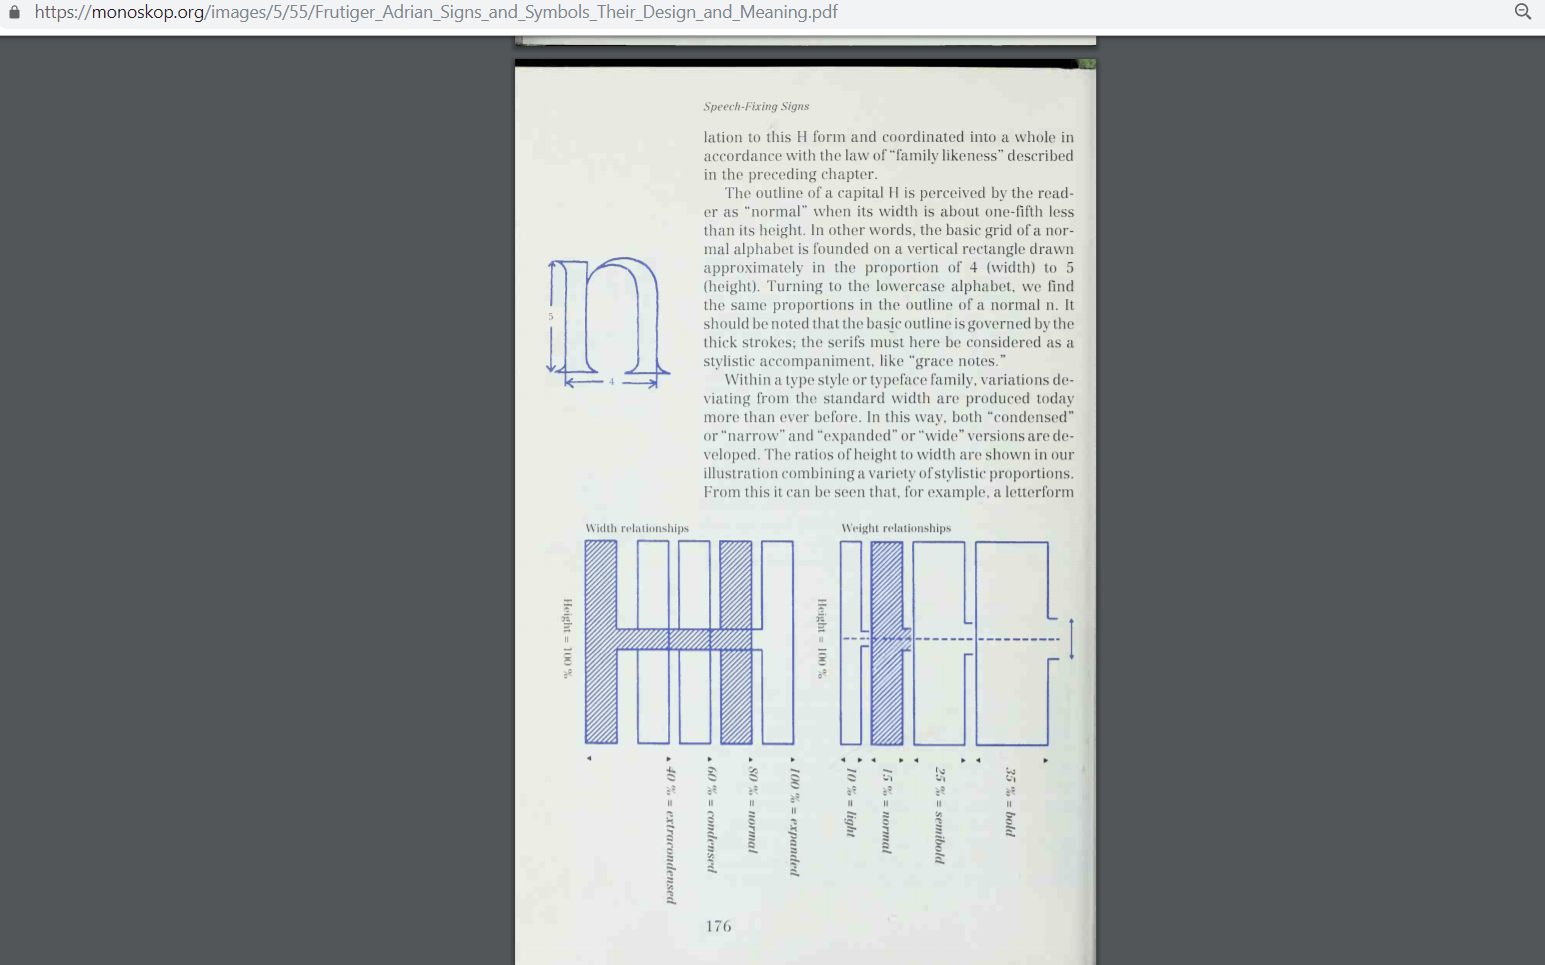 https://monoskop.org/images/5/55/Frutiger_Adrian_Signs_and_Symbols_Their_Design_and_Meaning.pdf
Speech-Fixing Signs
lation to this H form and coordinated into a whole in
accordance with the law of “family likeness” described
in the preceding chapter.
The outline of a capital H is perceived by the read-
er as “normal” when its width is about one-fifth less
than its height. In other words, the basic grid of a nor-
mal alphabet is founded on a vertical rectangle drawn
approximately in the proportion of 4 (width) to 5
(height). Turning to the lowercase alphabet, we find
the same proportions in the outline of a normal n. It
should be noted that the basic outline is governed by the
thick strokes; the serifs must here be considered as a
stylistic accompaniment, like “grace notes.”
Within a type style or typeface family, variations de-
viating from the standard width are produced today
more than ever before. In this way, both “condensed”
or “narrow” and “expanded” or “wide” versions are de-
veloped. The ratios of height to width are shown in our
illustration combining a variety of stylistic proportions.
From this it can be seen that, for example, a letterform
n
5
4
Width relationships
Height = 100 %
40 % = extracondensed
60 % = condensed
80 % = normal
100 % = expanded
Weight relationships
Height = 100 %
10 % = light
15 % = normal
25 % = semibold
35 % = bold
176